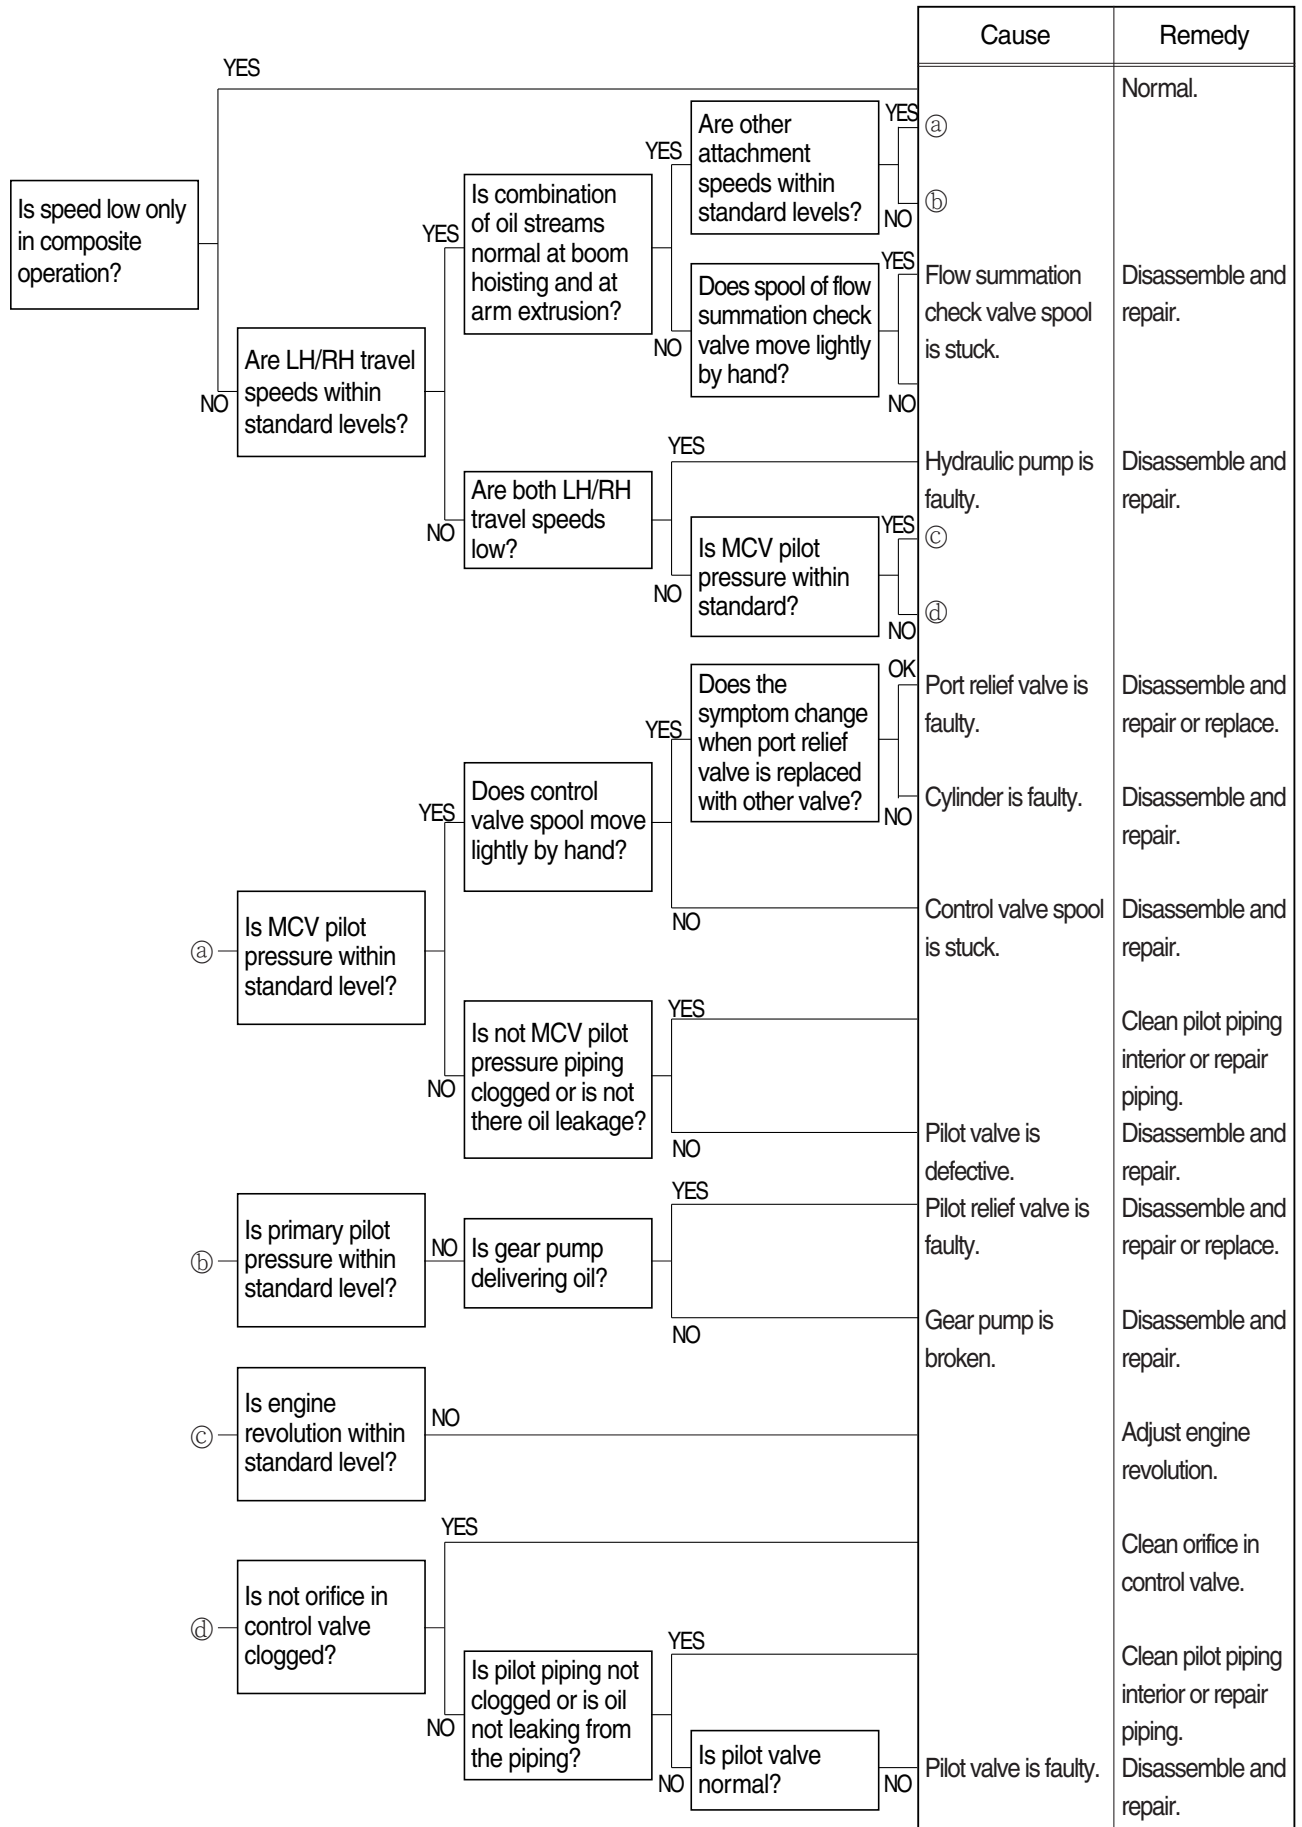 Cause
Remedy
YES
Normal.
Is speed low only
in composite
operation?
NO
Are LH/RH travel
speeds within
standard levels?
YES
Is combination
of oil streams
normal at boom
hoisting and at
arm extrusion?
YES
Are other
attachment
speeds within
standard levels?
YES
ⓐ
NO
ⓑ
NO
Does spool of flow
summation check
valve move lightly
by hand?
YES
NO
Flow summation
check valve spool
is stuck.
Disassemble and
repair.
NO
Are both LH/RH
travel speeds
low?
YES
Hydraulic pump is
faulty.
Disassemble and
repair.
NO
Is MCV pilot
pressure within
standard?
YES
ⓒ
NO
ⓓ
ⓐ
Is MCV pilot
pressure within
standard level?
YES
Does control
valve spool move
lightly by hand?
YES
Does the
symptom change
when port relief
valve is replaced
with other valve?
OK
Port relief valve is
faulty.
Disassemble and
repair or replace.
NO
Cylinder is faulty.
Disassemble and
repair.
NO
Control valve spool
is stuck.
Disassemble and
repair.
NO
Is not MCV pilot
pressure piping
clogged or is not
there oil leakage?
YES
Clean pilot piping
interior or repair
piping.
NO
Pilot valve is
defective.
Disassemble and
repair.
ⓑ
Is primary pilot
pressure within
standard level?
NO
Is gear pump
delivering oil?
YES
Pilot relief valve is
faulty.
Disassemble and
repair or replace.
NO
Gear pump is
broken.
Disassemble and
repair.
ⓒ
Is engine
revolution within
standard level?
NO
Adjust engine
revolution.
ⓓ
Is not orifice in
control valve
clogged?
YES
Clean orifice in
control valve.
NO
Is pilot piping not
clogged or is oil
not leaking from
the piping?
YES
Clean pilot piping
interior or repair
piping.
NO
Is pilot valve
normal?
NO
Pilot valve is faulty.
Disassemble and
repair.